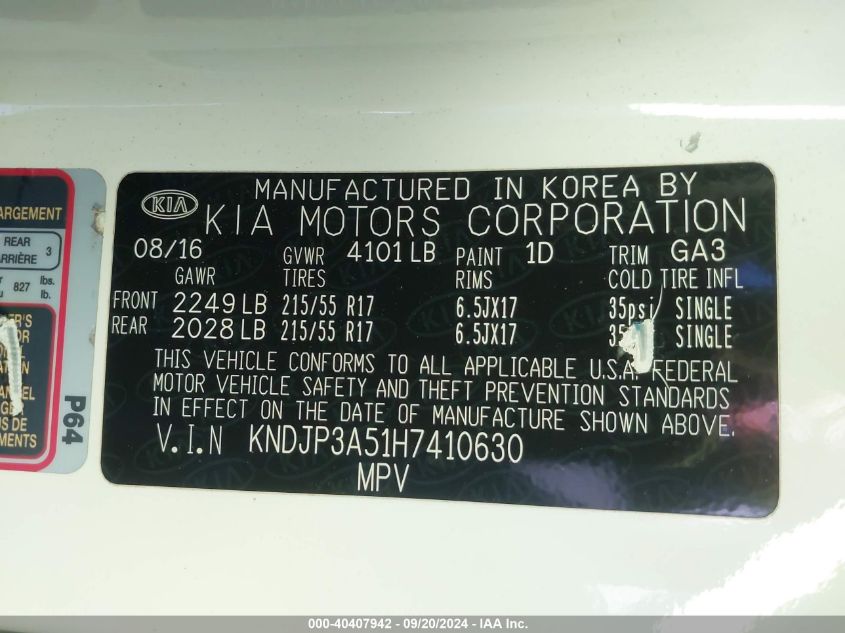 ARGEMENT
REAR 3
ARRIÈRE
827 lbs.
lb.
P64
KIA
MANUFACTURED IN KOREA BY
KIA MOTORS CORPORATION
08/16 GVWR 4101 LB PAINT 1D TRIM GA3
GAWR TIRES RIMS COLD TIRE INFL
FRONT 2249 LB 215/55 R17 6.5JX17 35psi SINGLE
REAR 2028 LB 215/55 R17 6.5JX17 35 SINGLE
THIS VEHICLE CONFORMS TO ALL APPLICABLE U.S.A. FEDERAL
MOTOR VEHICLE SAFETY AND THEFT PREVENTION STANDARDS
IN EFFECT ON THE DATE OF MANUFACTURE SHOWN ABOVE.
V.I.N KNDJP3A51H7410630
MPV
000-40407942 - 09/20/2024 - IAA Inc.